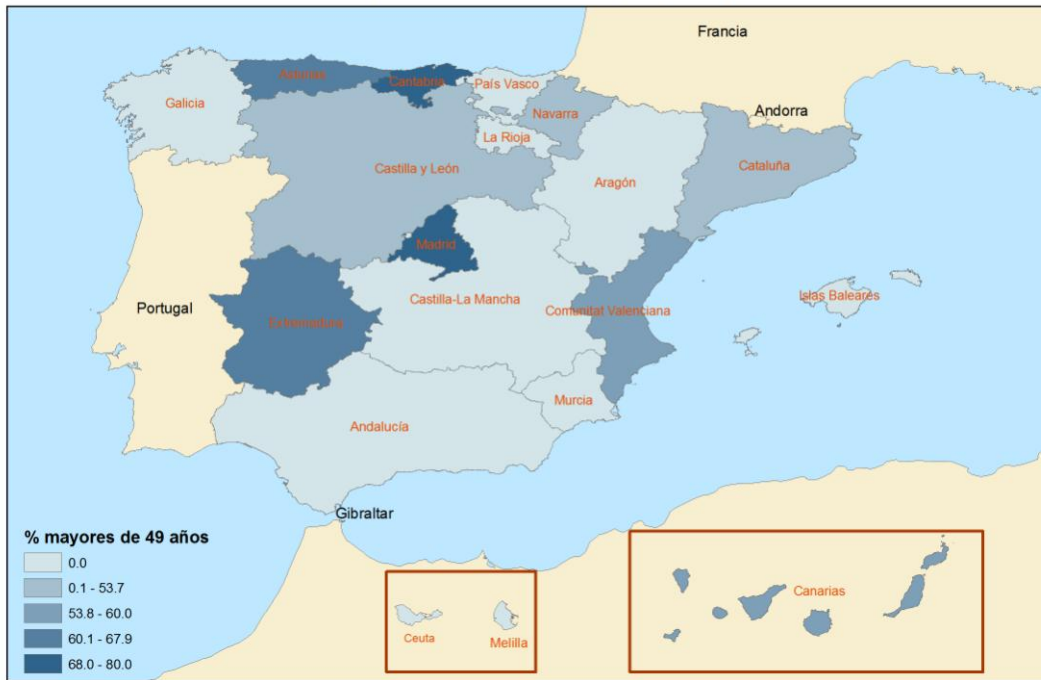 Francia
Asturias
Cantabria
País Vasco
Galicia
Navarra
Andorra
La Rioja
Castilla y León
Cataluña
Aragón
Madrid
Portugal
Castilla-La Mancha
Islas Baleares
Comunitat Valenciana
Extremadura
Murcia
Andalucía
Gibraltar
% mayores de 49 años
0.0
0.1 - 53.7
53.8 - 60.0
60.1 - 67.9
68.0 - 80.0
Ceuta
Melilla
Canarias